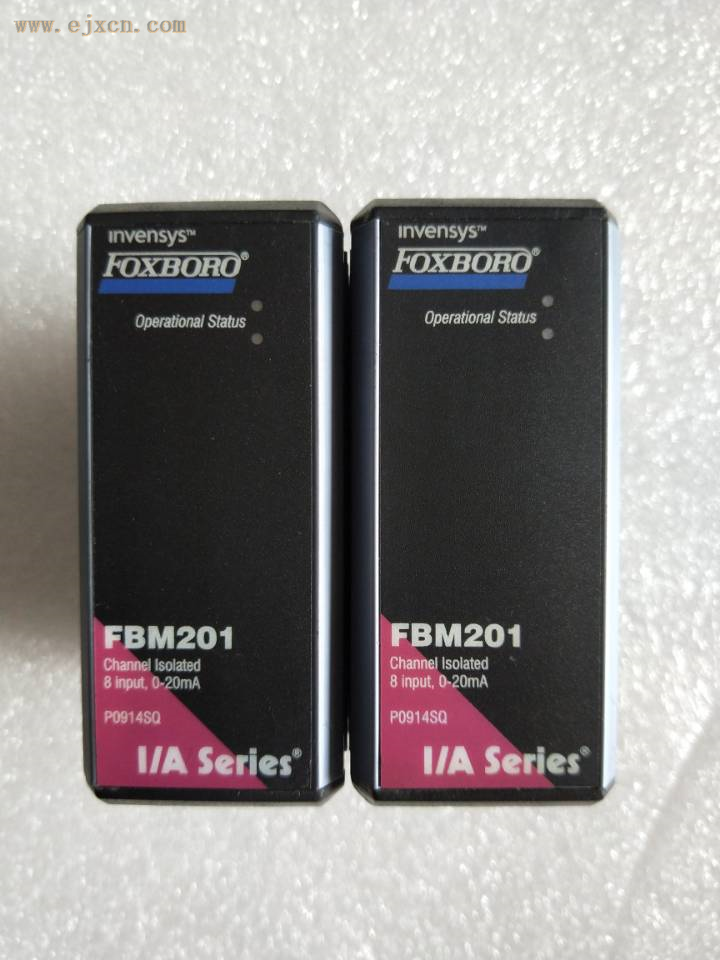 www.ejxcn.com
invensys™
FOXBORO®
Operational Status
FBM201
Channel Isolated
8 input, 0-20mA
P0914SQ
I/A Series®
invensys™
FOXBORO®
Operational Status
FBM201
Channel Isolated
8 input, 0-20mA
P0914SQ
I/A Series®